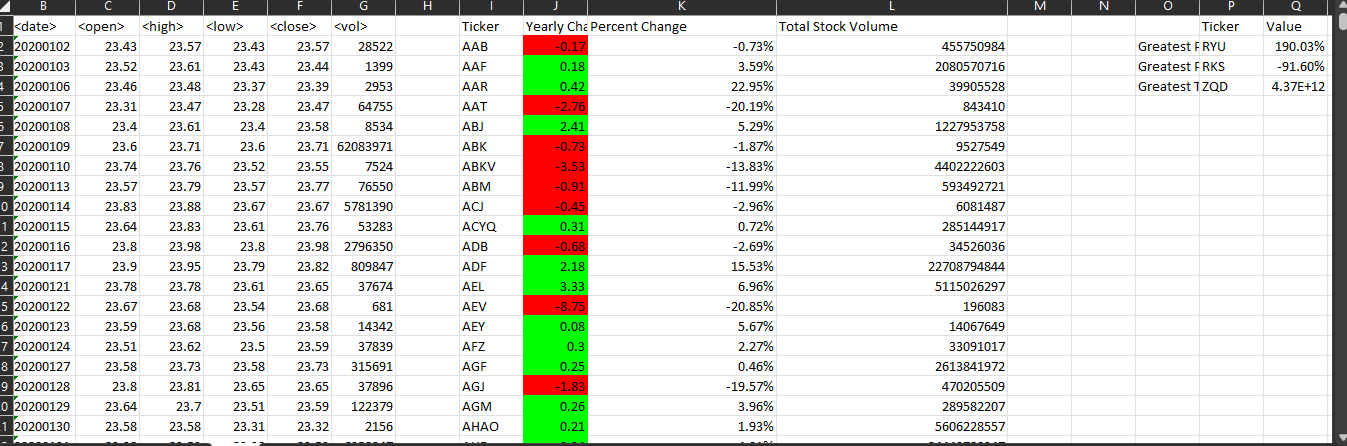 B C D E F G H I J K L M N O P Q
1 <date> <open> <high> <low> <close> <vol> Ticker Yearly Cha Percent Change Total Stock Volume Ticker Value
2 20200102 23.43 23.57 23.43 23.57 28522 AAB -0.17 -0.73% 455750984 Greatest P RYU 190.03%
3 20200103 23.52 23.61 23.43 23.44 1399 AAF 0.18 3.59% 2080570716 Greatest P RKS -91.60%
4 20200106 23.46 23.48 23.37 23.39 2953 AAR 0.42 22.95% 39905528 Greatest T ZQD 4.37E+12
5 20200107 23.31 23.47 23.28 23.47 64755 AAT -2.76 -20.19% 843410
6 20200108 23.4 23.61 23.4 23.58 8534 ABJ 2.41 5.29% 1227953758
7 20200109 23.6 23.71 23.6 23.71 62083971 ABK -0.73 -1.87% 9527549
8 20200110 23.74 23.76 23.52 23.55 7524 ABKV -3.53 -13.83% 4402222603
9 20200113 23.57 23.79 23.57 23.77 76550 ABM -0.91 -11.99% 593492721
0 20200114 23.83 23.88 23.67 23.67 5781390 ACJ -0.45 -2.96% 6081487
1 20200115 23.64 23.83 23.61 23.76 53283 ACYQ 0.31 0.72% 285144917
2 20200116 23.8 23.98 23.8 23.98 2796350 ADB -0.68 -2.69% 34526036
3 20200117 23.9 23.95 23.79 23.82 809847 ADF 2.18 15.53% 22708794844
4 20200121 23.78 23.78 23.61 23.65 37674 AEL 3.33 6.96% 5115026297
5 20200122 23.67 23.68 23.54 23.68 681 AEV -8.75 -20.85% 196083
6 20200123 23.59 23.68 23.56 23.58 14342 AEY 0.08 5.67% 14067649
7 20200124 23.51 23.62 23.5 23.59 37839 AFZ 0.3 2.27% 33091017
8 20200127 23.58 23.73 23.58 23.73 315691 AGF 0.25 0.46% 2613841972
9 20200128 23.8 23.81 23.65 23.65 37896 AGJ -1.83 -19.57% 470205509
0 20200129 23.64 23.7 23.51 23.59 122379 AGM 0.26 3.96% 289582207
1 20200130 23.58 23.58 23.31 23.32 2156 AHAO 0.21 1.93% 5606228557